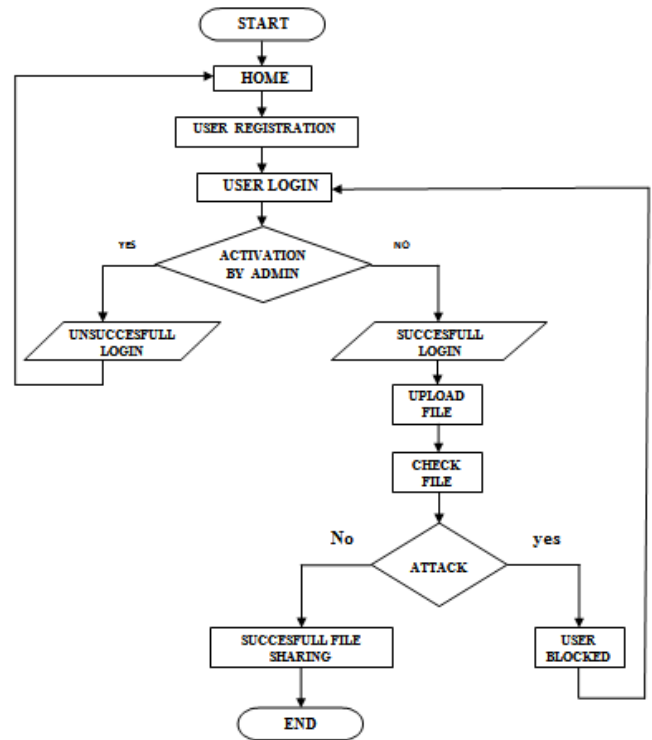 START
HOME
USER REGISTRATION
USER LOGIN
YES
ACTIVATION
BY ADMIN
NO
UNSUCCESFULL
LOGIN
SUCCESFULL
LOGIN
UPLOAD
FILE
CHECK
FILE
No
yes
ATTACK
SUCCESFULL FILE
SHARING
USER
BLOCKED
END